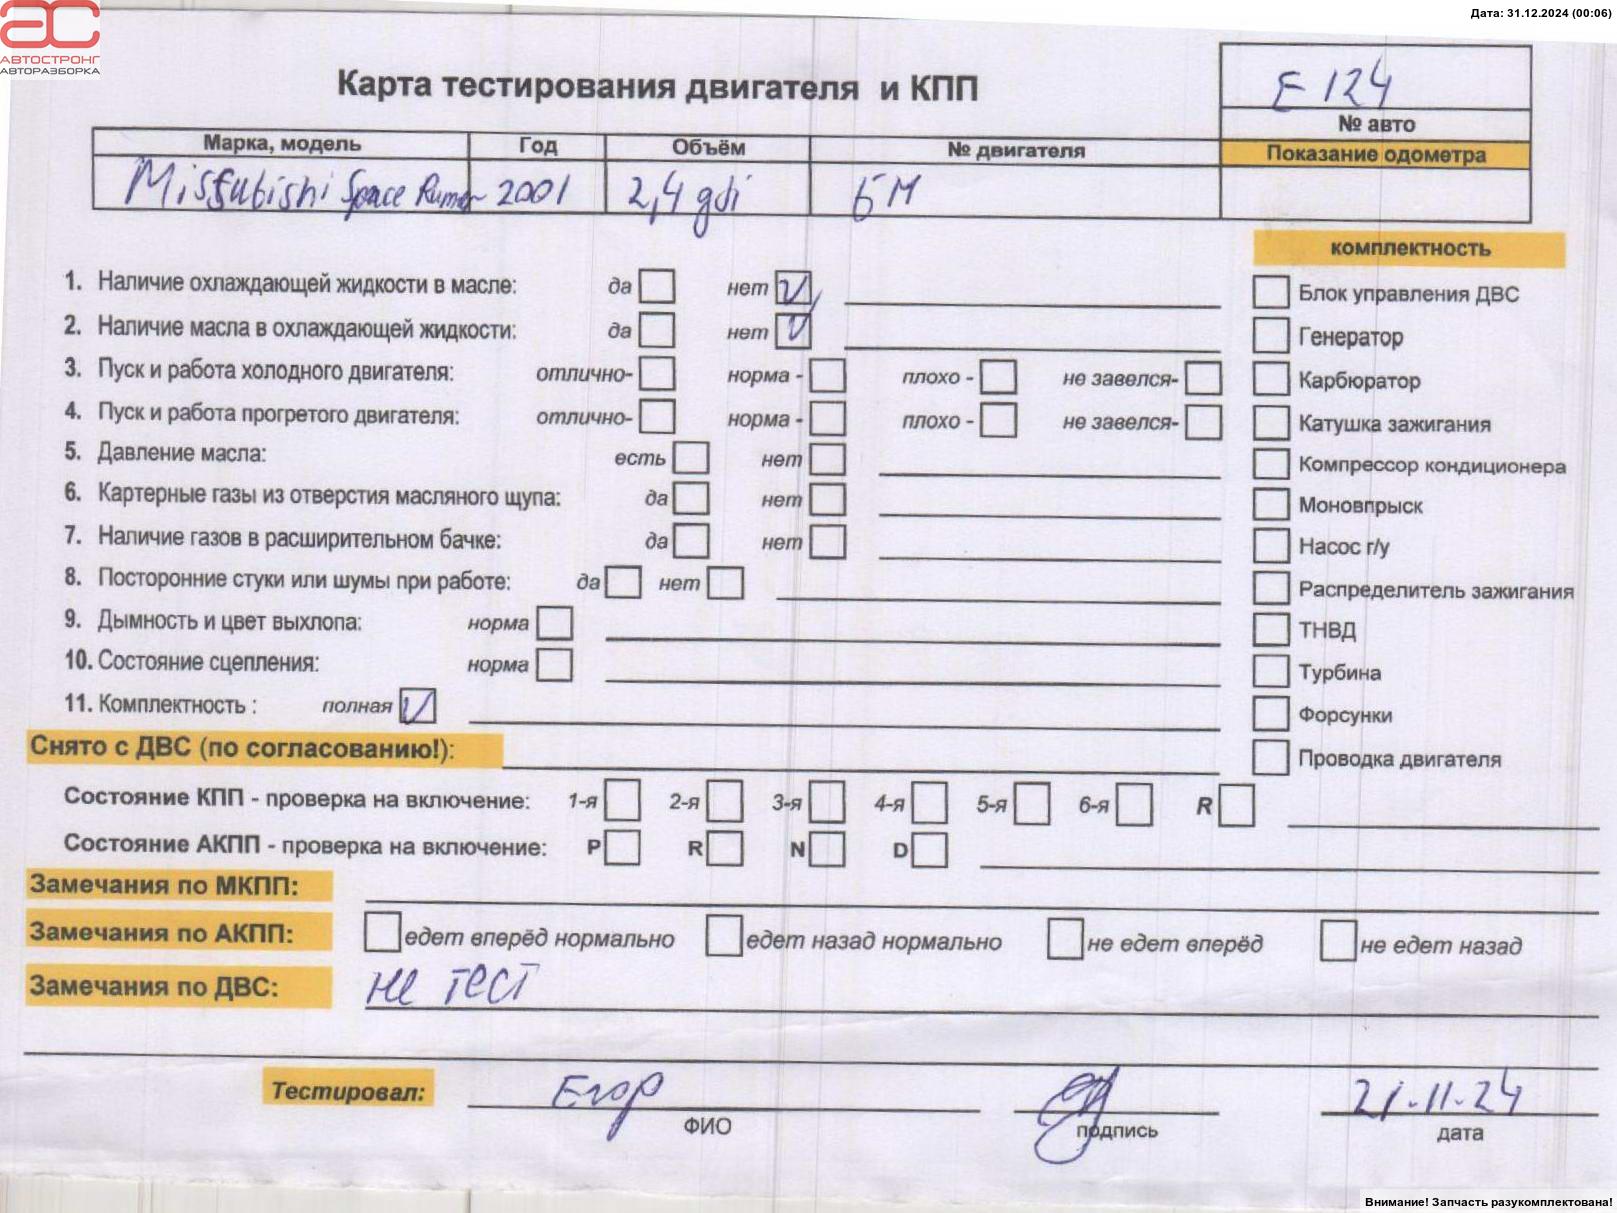 Дата: 31.12.2024 (00:06)
АС
АВТОСТРОНГ
АВТОРАЗБОРКА
Карта тестирования двигателя и КПП
E 124
№ авто
Марка, модель Год Объём № двигателя Показание одометра
Missubishi Space Runner 2001 2,4 gdi БМ
комплектность
1. Наличие охлаждающей жидкости в масле: да нет V
Блок управления ДВС
2. Наличие масла в охлаждающей жидкости: да нет V
Генератор
3. Пуск и работа холодного двигателя: отлично- норма - плохо - не завелся-
Карбюратор
4. Пуск и работа прогретого двигателя: отлично- норма - плохо - не завелся-
Катушка зажигания
5. Давление масла: есть нет
Компрессор кондиционера
6. Картерные газы из отверстия масляного щупа: да нет
Моновпрыск
7. Наличие газов в расширительном бачке: да нет
Насос г/у
8. Посторонние стуки или шумы при работе: да нет
Распределитель зажигания
9. Дымность и цвет выхлопа: норма
ТНВД
10. Состояние сцепления: норма
Турбина
11. Комплектность : полная V
Форсунки
Снято с ДВС (по согласованию!):
Проводка двигателя
Состояние КПП - проверка на включение: 1-я 2-я 3-я 4-я 5-я 6-я R
Состояние АКПП - проверка на включение: P R N D
Замечания по МКПП:
Замечания по АКПП: едет вперёд нормально едет назад нормально не едет вперёд не едет назад
Замечания по ДВС: не тест
Тестировал: Егор 21.11.24
ФИО подпись дата
Внимание! Запчасть разукомплектована!